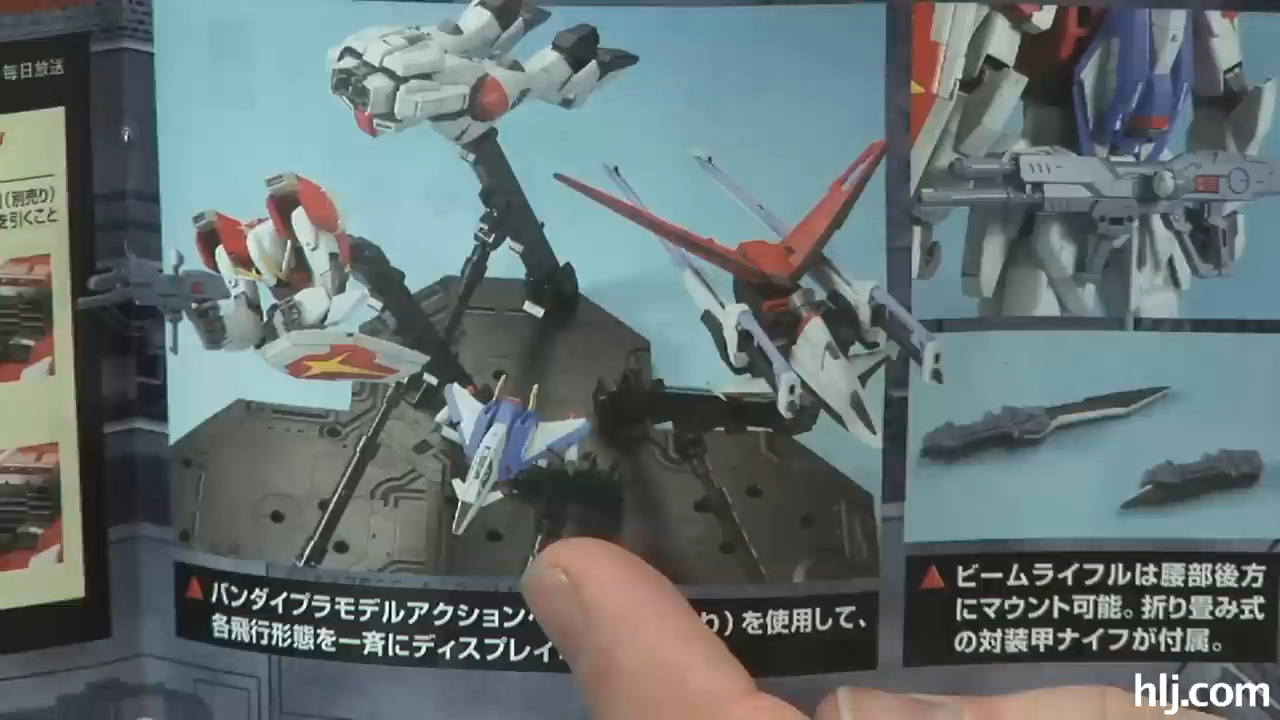 毎日放送
(別売り)
を引くこと
▲バンダイプラモデルアクション
り)を使用して、
各飛行形態を一斉にディスプレイ
▲ビームライフルは腰部後方
にマウント可能。折り畳み式
の対装甲ナイフが付属。
hlj.com